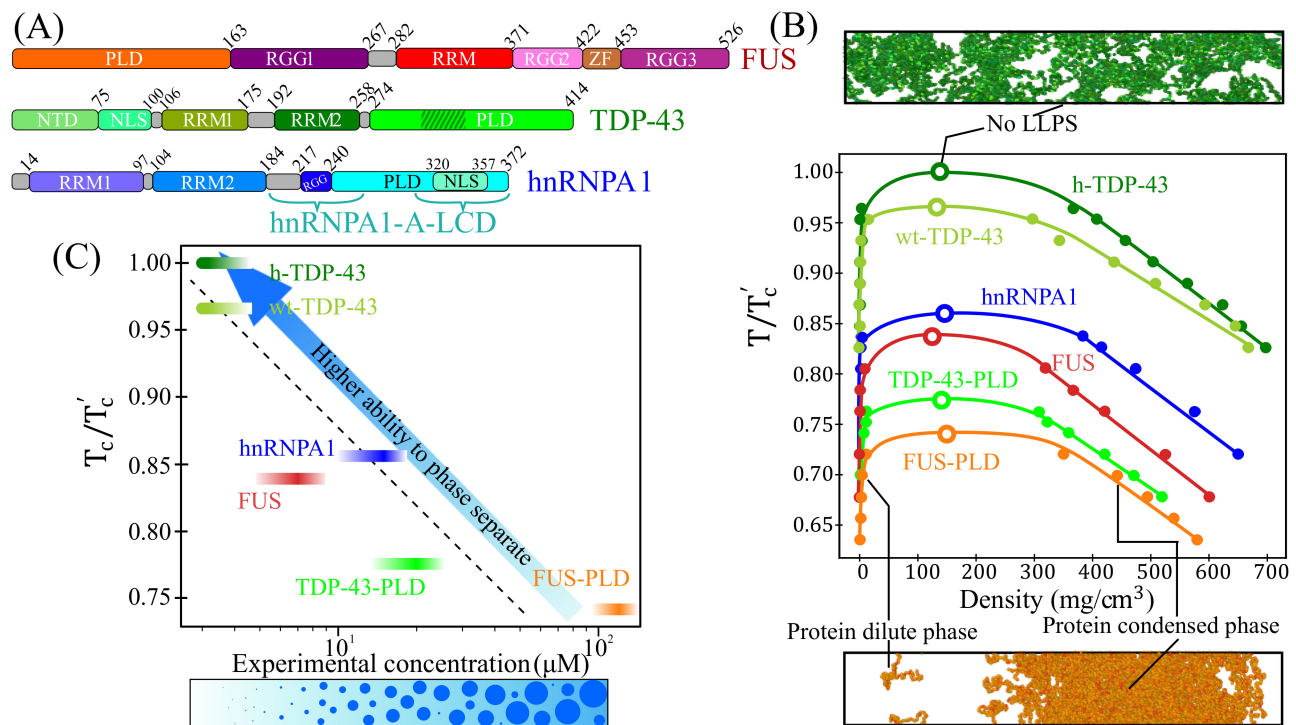 (A)
163 267 282 371 422 453 526
PLD RGG1 RRM RGG2 ZF RGG3 FUS
75 100 106 175 192 258 274 414
NTD NLS RRM1 RRM2 PLD TDP-43
14 97 104 184 217 240 320 357 372
RRM1 RRM2 RGG PLD NLS hnRNPA1
hnRNPA1-A-LCD
(B)
No LLPS
1.00
0.95
0.90
0.85
0.80
0.75
0.70
0.65
T/T'c
h-TDP-43
wt-TDP-43
hnRNPA1
FUS
TDP-43-PLD
FUS-PLD
0 100 200 300 400 500 600 700
Density (mg/cm³)
Protein dilute phase
Protein condensed phase
(C)
1.00
0.95
0.90
0.85
0.80
0.75
Tc/T'c
h-TDP-43
wt-TDP-43
Higher ability to phase separate
hnRNPA1
FUS
TDP-43-PLD
FUS-PLD
10¹ 10²
Experimental concentration(μM)